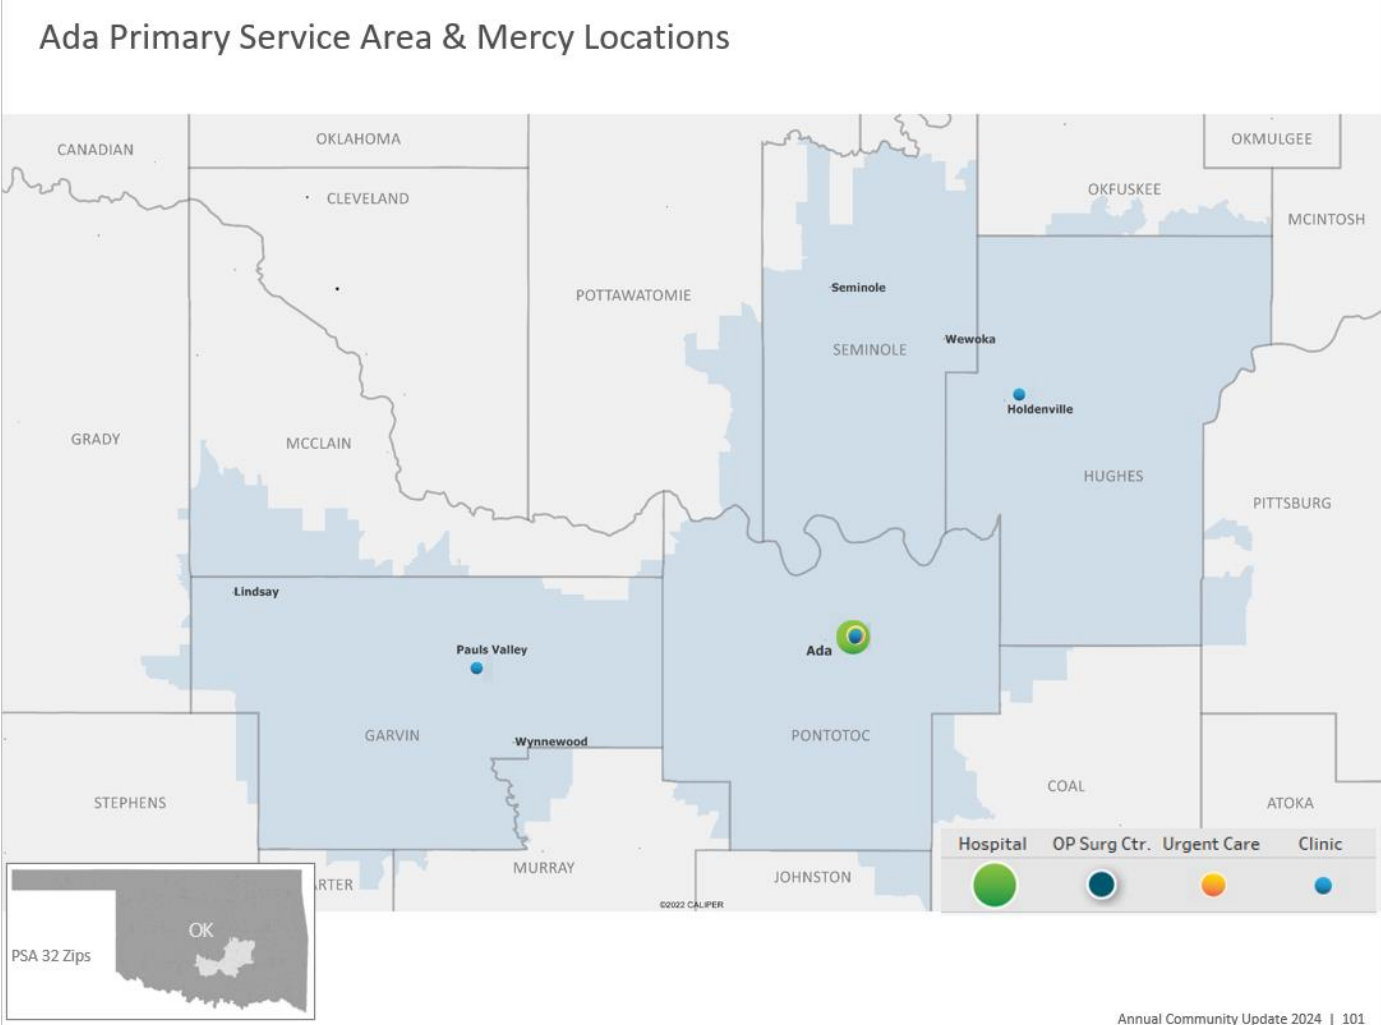 Ada Primary Service Area & Mercy Locations
OKLAHOMA
OKMULGEE
CANADIAN
OKFUSKEE
CLEVELAND
MCINTOSH
Seminole
POTTAWATOMIE
Wewoka
SEMINOLE
Holdenville
GRADY
MCCLAIN
HUGHES
PITTSBURG
Lindsay
Pauls Valley
Ada
GARVIN
PONTOTOC
Wynnewood
COAL
STEPHENS
ATOKA
Hospital OP Surg Ctr. Urgent Care Clinic
MURRAY
JOHNSTON
ARTER
©2022 CALIPER
OK
PSA 32 Zips
Annual Community Update 2024 | 101